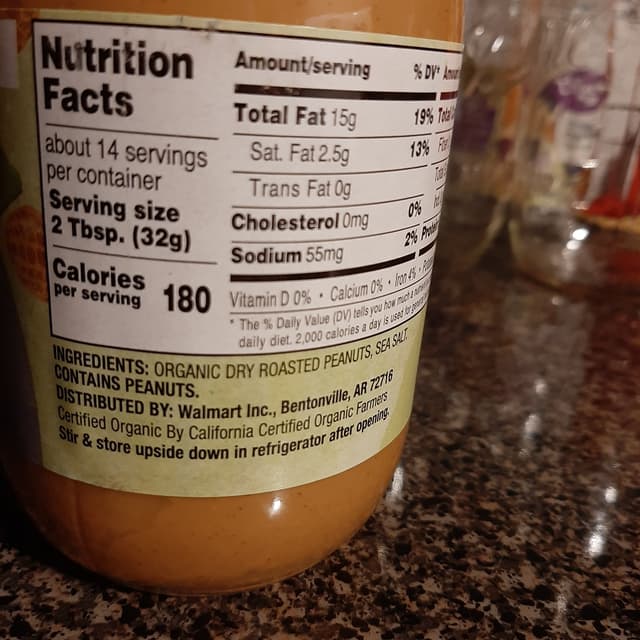 Nutrition
Facts
about 14 servings
per container
Serving size
2 Tbsp. (32g)
Calories
per serving 180
Amount/serving % DV*
Total Fat 15g 19%
Sat. Fat 2.5g 13%
Trans Fat 0g
Cholesterol 0mg 0%
Sodium 55mg 2%
Vitamin D 0% • Calcium 0% • Iron 4% •
* The % Daily Value (DV) tells you how much a
daily diet. 2,000 calories a day is used for
INGREDIENTS: ORGANIC DRY ROASTED PEANUTS, SEA SALT.
CONTAINS PEANUTS.
DISTRIBUTED BY: Walmart Inc., Bentonville, AR 72716
Certified Organic By California Certified Organic Farmers
Stir & store upside down in refrigerator after opening.